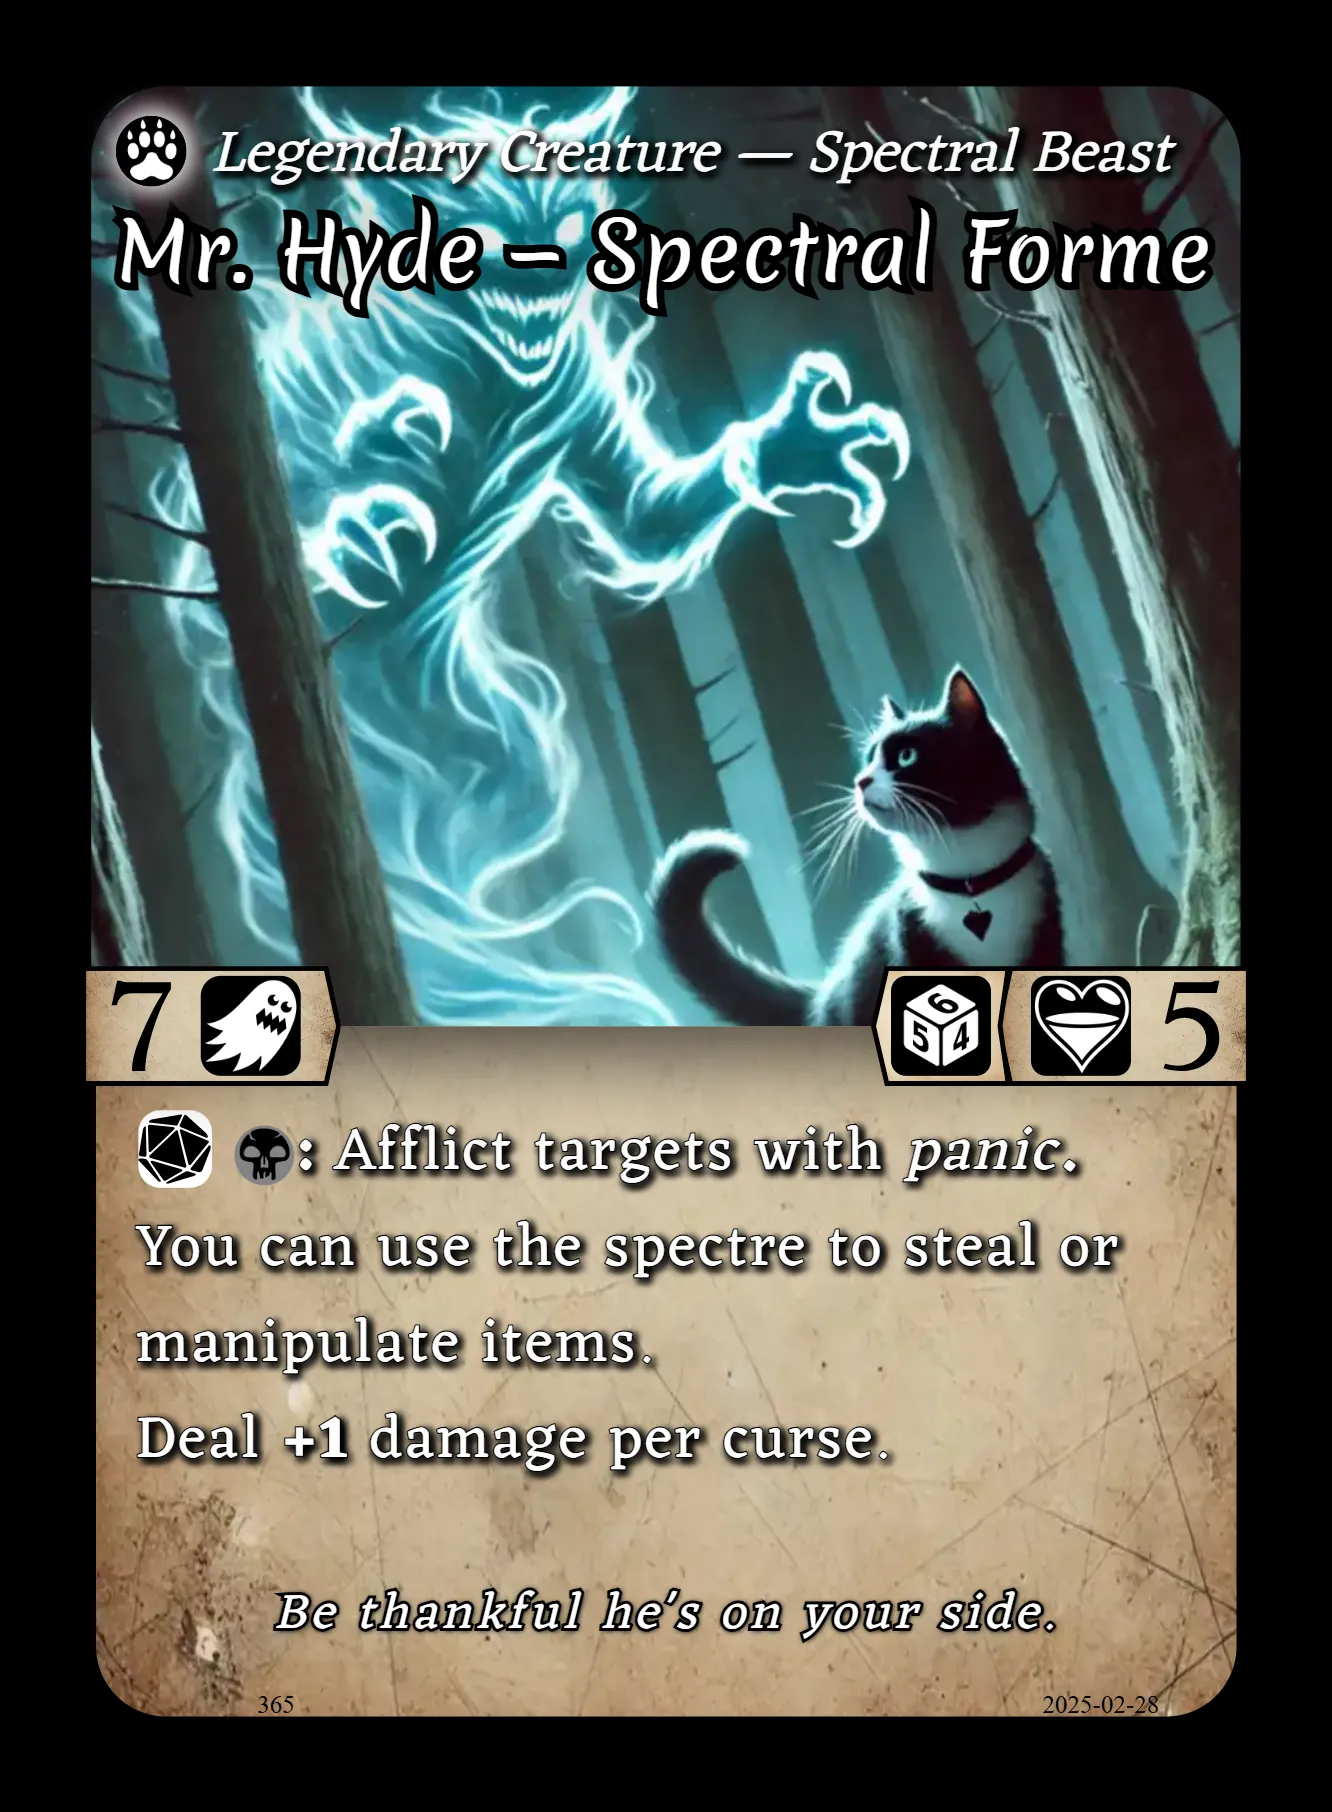 Legendary Creature — Spectral Beast
Mr. Hyde – Spectral Forme
7
6
5 4
5
: Afflict targets with panic.
You can use the spectre to steal or
manipulate items.
Deal +1 damage per curse.
Be thankful he's on your side.
365
2025-02-28